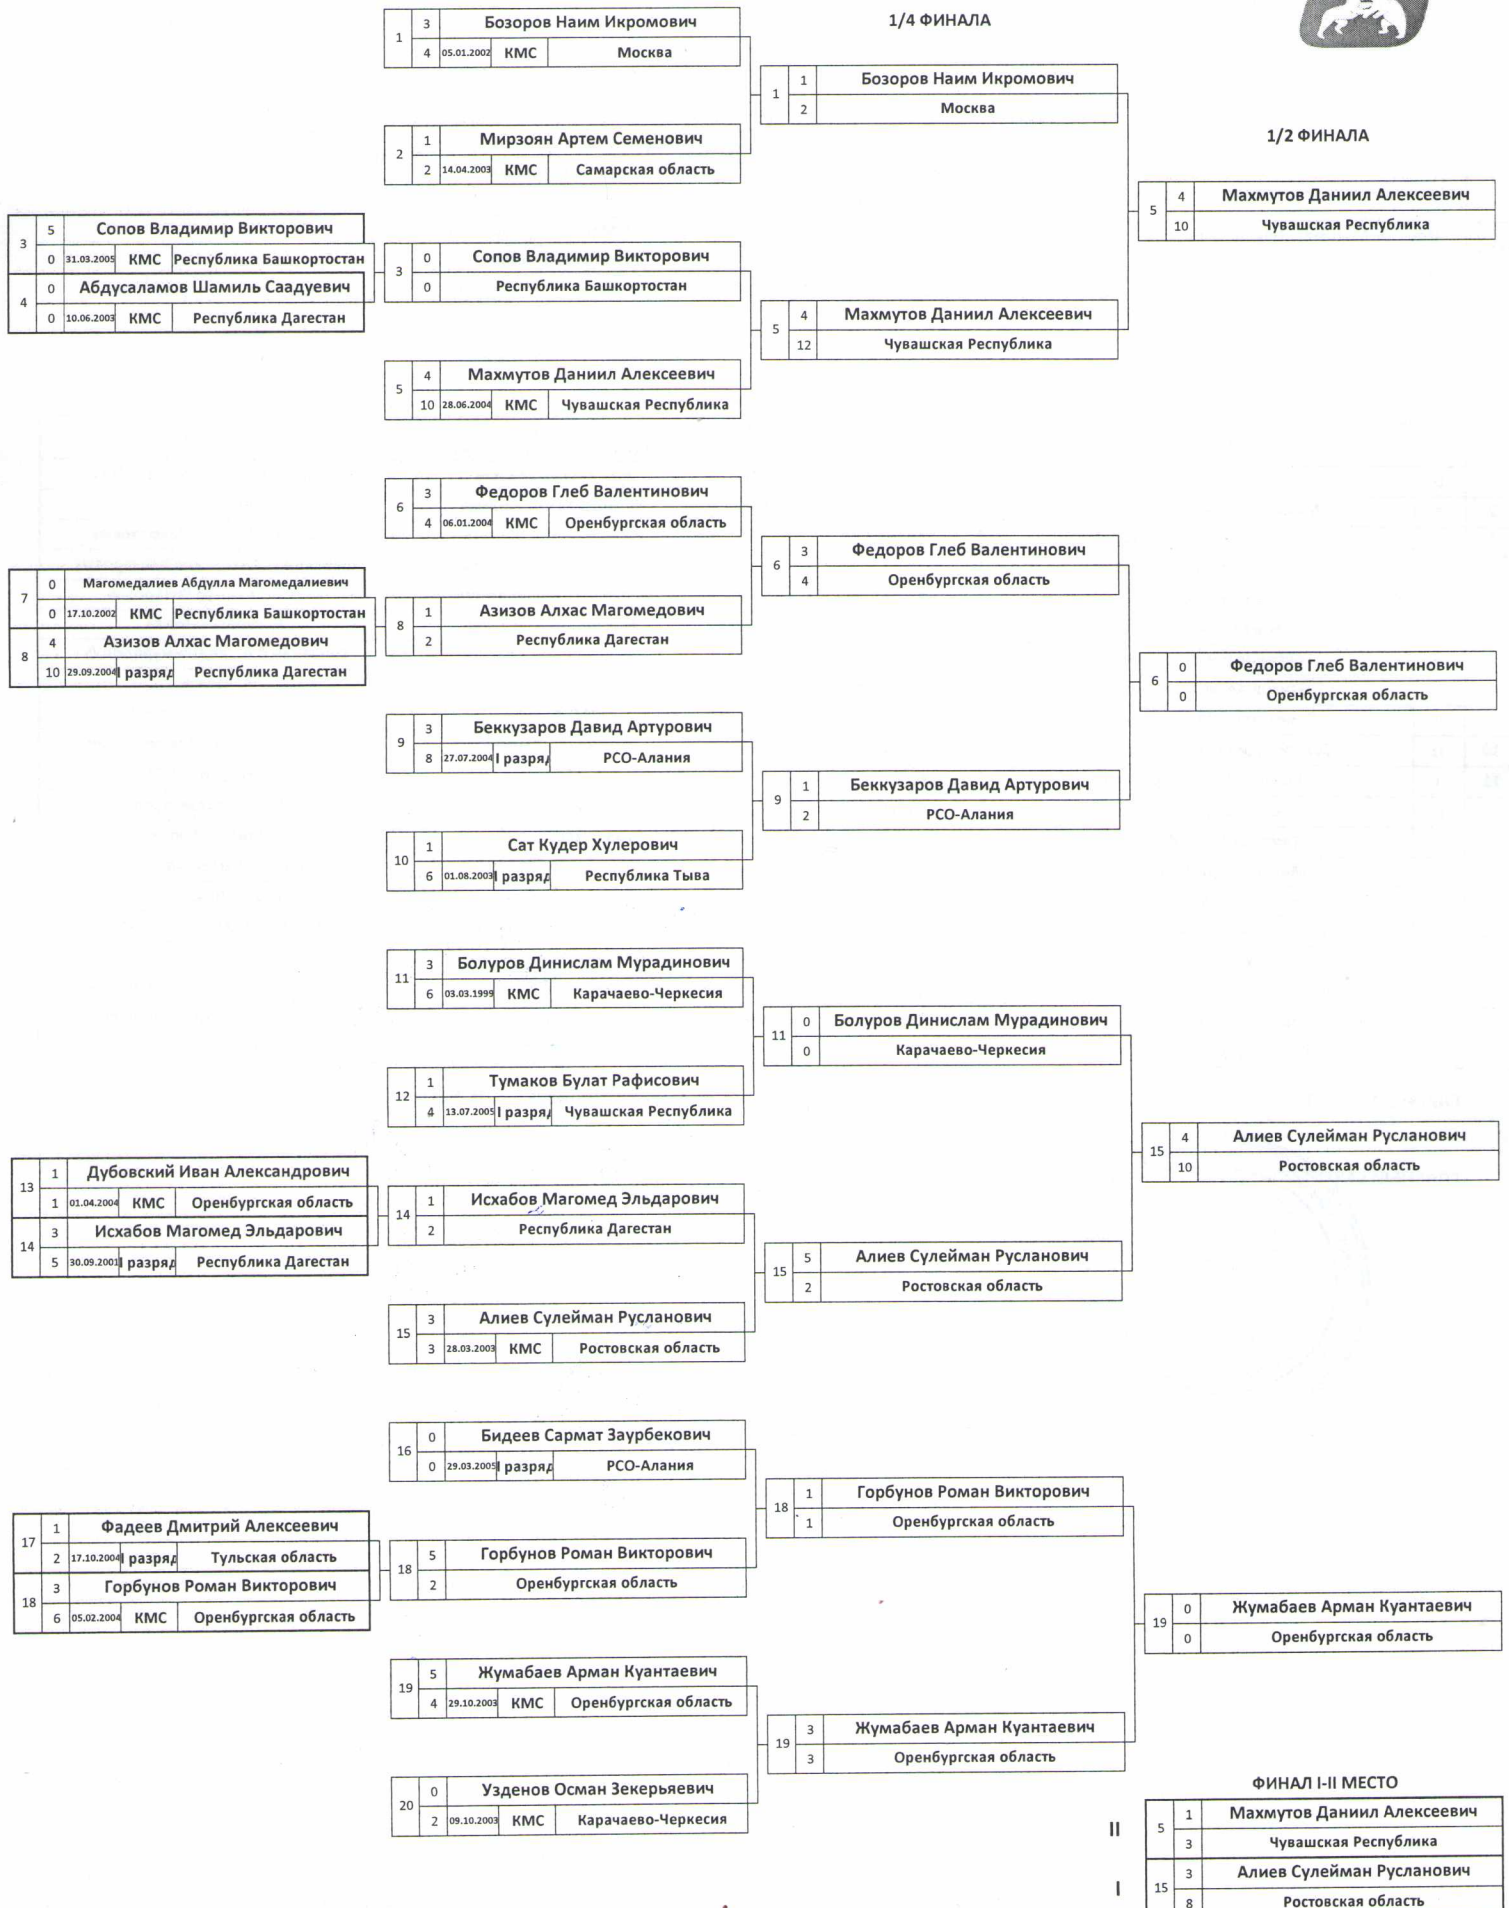 1 3 Бозоров Наим Икромович
4 05.01.2002 КМС Москва
2 1 Мирзоян Артем Семенович
2 14.04.2003 КМС Самарская область
3 5 Сопов Владимир Викторович
0 31.03.2005 КМС Республика Башкортостан
4 0 Абдусаламов Шамиль Саадуевич
0 10.06.2003 КМС Республика Дагестан
3 0 Сопов Владимир Викторович
0 Республика Башкортостан
5 4 Махмутов Даниил Алексеевич
10 28.06.2004 КМС Чувашская Республика
6 3 Федоров Глеб Валентинович
4 06.01.2004 КМС Оренбургская область
7 0 Магомедалиев Абдулла Магомедалиевич
0 17.10.2002 КМС Республика Башкортостан
8 4 Азизов Алхас Магомедович
10 29.09.2004 I разряд Республика Дагестан
8 1 Азизов Алхас Магомедович
2 Республика Дагестан
9 3 Беккузаров Давид Артурович
8 27.07.2004 I разряд РСО-Алания
10 1 Сат Кудер Хулерович
6 01.08.2003 I разряд Республика Тыва
11 3 Болуров Динислам Мурадинович
6 03.03.1999 КМС Карачаево-Черкесия
12 1 Тумаков Булат Рафисович
4 13.07.2005 I разряд Чувашская Республика
13 1 Дубовский Иван Александрович
1 01.04.2004 КМС Оренбургская область
14 3 Исхабов Магомед Эльдарович
5 30.09.2001 I разряд Республика Дагестан
14 1 Исхабов Магомед Эльдарович
2 Республика Дагестан
15 3 Алиев Сулейман Русланович
3 28.03.2003 КМС Ростовская область
16 0 Бидеев Сармат Заурбекович
0 29.03.2005 I разряд РСО-Алания
17 1 Фадеев Дмитрий Алексеевич
2 17.10.2004 I разряд Тульская область
18 3 Горбунов Роман Викторович
6 05.02.2004 КМС Оренбургская область
18 5 Горбунов Роман Викторович
2 Оренбургская область
19 5 Жумабаев Арман Куантаевич
4 29.10.2003 КМС Оренбургская область
20 0 Узденов Осман Зекерьяевич
2 09.10.2003 КМС Карачаево-Черкесия
1/4 ФИНАЛА
1 1 Бозоров Наим Икромович
2 Москва
5 4 Махмутов Даниил Алексеевич
12 Чувашская Республика
6 3 Федоров Глеб Валентинович
4 Оренбургская область
9 1 Беккузаров Давид Артурович
2 РСО-Алания
11 0 Болуров Динислам Мурадинович
0 Карачаево-Черкесия
15 5 Алиев Сулейман Русланович
2 Ростовская область
18 1 Горбунов Роман Викторович
1 Оренбургская область
19 3 Жумабаев Арман Куантаевич
3 Оренбургская область
1/2 ФИНАЛА
5 4 Махмутов Даниил Алексеевич
10 Чувашская Республика
6 0 Федоров Глеб Валентинович
0 Оренбургская область
15 4 Алиев Сулейман Русланович
10 Ростовская область
19 0 Жумабаев Арман Куантаевич
0 Оренбургская область
ФИНАЛ I-II МЕСТО
II 5 1 Махмутов Даниил Алексеевич
3 Чувашская Республика
I 15 3 Алиев Сулейман Русланович
8 Ростовская область